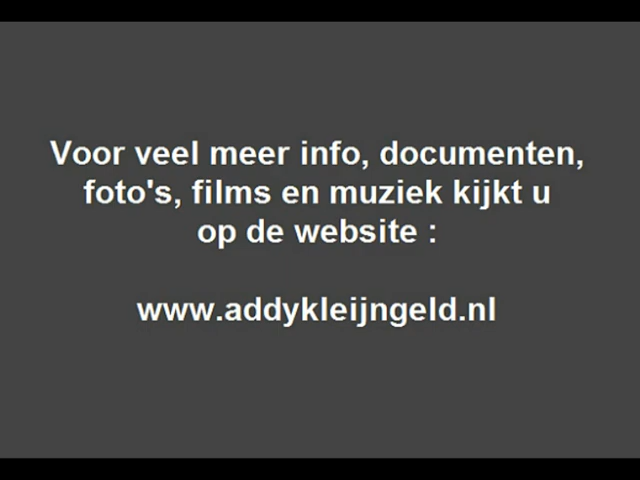 Voor veel meer info, documenten,
foto's, films en muziek kijkt u
op de website :
www.addykleijngeld.nl